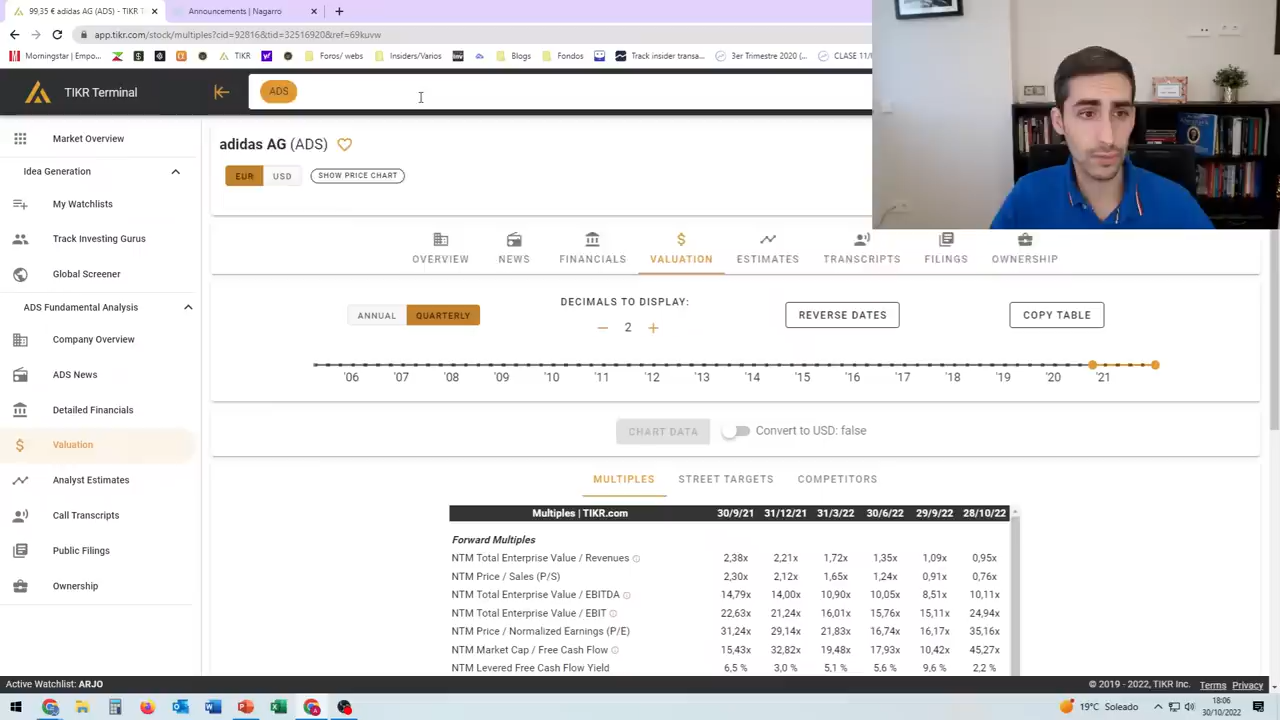 99,35 € adidas AG (ADS) - TIKR T
Announcements | Nagarro
app.tikr.com/stock/multiples?cid=92816&tid=32516920&ref=69kuvw
Morningstar | Empo...
TIKR
Foros/ webs
Insiders/Varios
Blogs
Fondos
Track insider transa...
3er Trimestre 2020 (...
CLASE 11/
TIKR Terminal
ADS
Market Overview
Idea Generation
My Watchlists
Track Investing Gurus
Global Screener
ADS Fundamental Analysis
Company Overview
ADS News
Detailed Financials
Valuation
Analyst Estimates
Call Transcripts
Public Filings
Ownership
adidas AG (ADS)
EUR USD SHOW PRICE CHART
OVERVIEW NEWS FINANCIALS VALUATION ESTIMATES TRANSCRIPTS FILINGS OWNERSHIP
ANNUAL QUARTERLY
DECIMALS TO DISPLAY:
− 2 +
REVERSE DATES
COPY TABLE
'06 '07 '08 '09 '10 '11 '12 '13 '14 '15 '16 '17 '18 '19 '20 '21
CHART DATA Convert to USD: false
MULTIPLES STREET TARGETS COMPETITORS
Multiples | TIKR.com 30/9/21 31/12/21 31/3/22 30/6/22 29/9/22 28/10/22
Forward Multiples
NTM Total Enterprise Value / Revenues 2,38x 2,21x 1,72x 1,35x 1,09x 0,95x
NTM Price / Sales (P/S) 2,30x 2,12x 1,65x 1,24x 0,91x 0,76x
NTM Total Enterprise Value / EBITDA 14,79x 14,00x 10,90x 10,05x 8,51x 10,11x
NTM Total Enterprise Value / EBIT 22,63x 21,24x 16,01x 15,76x 15,11x 24,94x
NTM Price / Normalized Earnings (P/E) 31,24x 29,14x 21,83x 16,74x 16,17x 35,16x
NTM Market Cap / Free Cash Flow 15,43x 32,82x 19,48x 17,93x 10,42x 45,27x
NTM Levered Free Cash Flow Yield 6,5 % 3,0 % 5,1 % 5,6 % 9,6 % 2,2 %
Active Watchlist: ARJO
© 2019 - 2022, TIKR Inc. Terms Privacy
19°C Soleado
18:06
30/10/2022